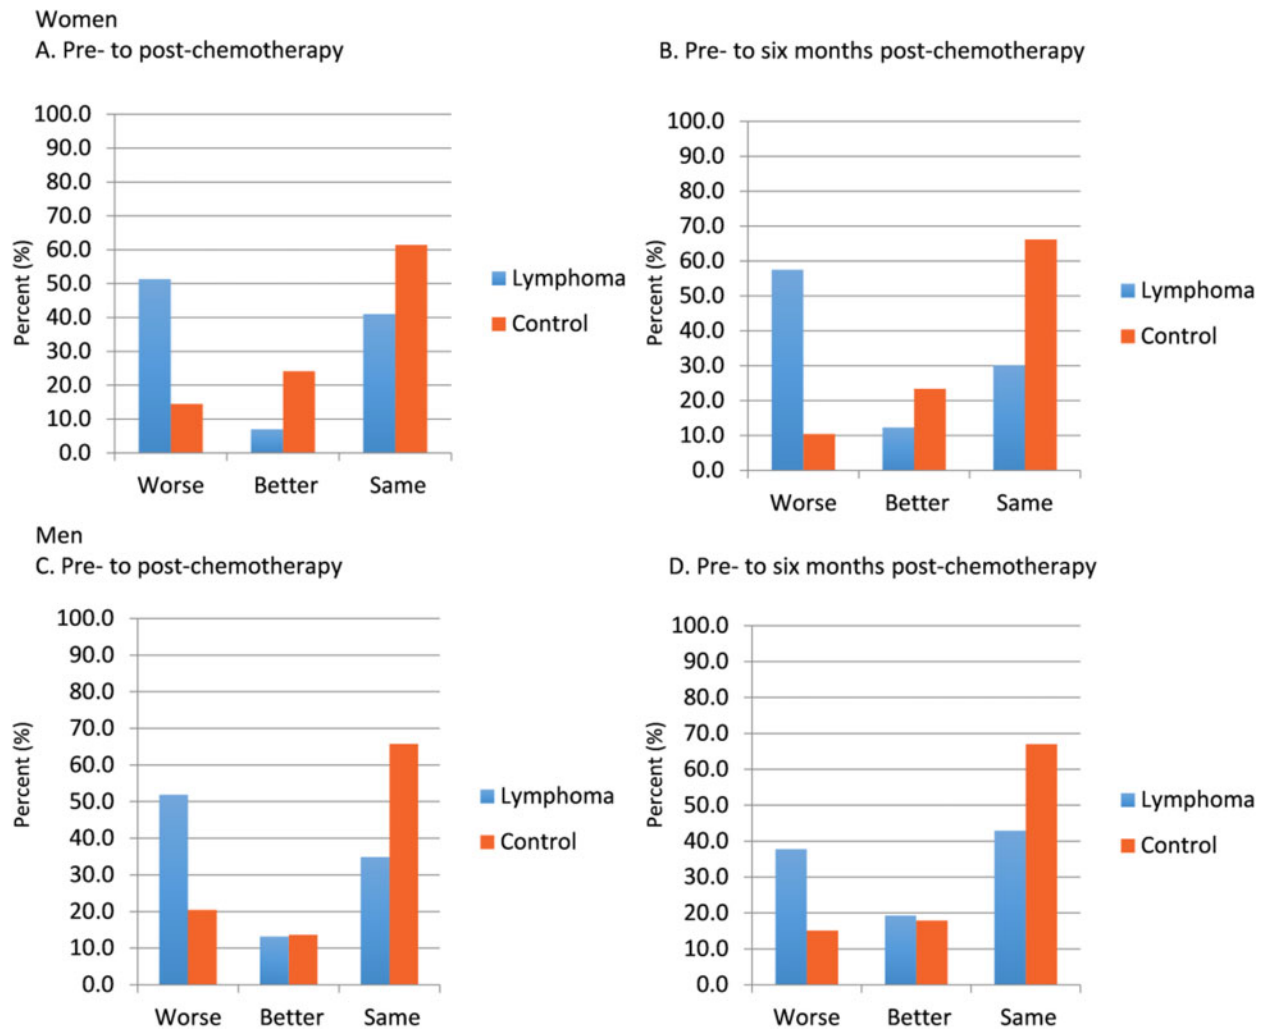 Women
A. Pre- to post-chemotherapy
B. Pre- to six months post-chemotherapy
100.0
90.0
80.0
70.0
60.0
50.0
40.0
30.0
20.0
10.0
0.0
Percent (%)
Worse Better Same
Lymphoma
Control
100.0
90.0
80.0
70.0
60.0
50.0
40.0
30.0
20.0
10.0
0.0
Percent (%)
Worse Better Same
Lymphoma
Control
Men
C. Pre- to post-chemotherapy
D. Pre- to six months post-chemotherapy
100.0
90.0
80.0
70.0
60.0
50.0
40.0
30.0
20.0
10.0
0.0
Percent (%)
Worse Better Same
Lymphoma
Control
100.0
90.0
80.0
70.0
60.0
50.0
40.0
30.0
20.0
10.0
0.0
Percent (%)
Worse Better Same
Lymphoma
Control